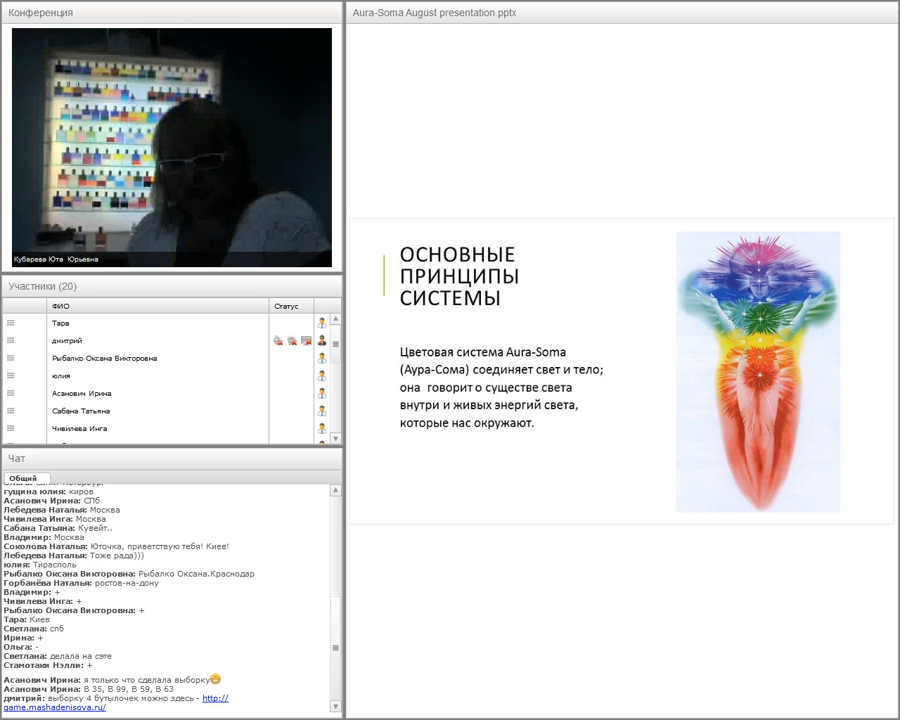 Конференция
Кубарева Юта Юрьевна
Участники (20)
ФИО
Статус
Тара
дмитрий
Рыбалко Оксана Викторовна
юлия
Асанович Ирина
Сабана Татьяна
Чивилева Инга
Чат
Общий
гущина юлия: киров
Асанович Ирина: СПб
Лебедева Наталья: Москва
Чивилева Инга: Москва
Сабана Татьяна: Кувейт..
Владимир: Москва
Соколова Наталья: Юточка, приветствую тебя! Киев!
Лебедева Наталья: Тоже рада)))
юлия: Тирасполь
Рыбалко Оксана Викторовна: Рыбалко Оксана.Краснодар
Горбанёва Наталья: ростов-на-дону
Владимир: +
Чивилева Инга: +
Рыбалко Оксана Викторовна: +
Тара: Киев
Светлана: спб
Ирина: +
Ольга: -
Светлана: делала на сэте
Стамотаки Нэлли: +
Асанович Ирина: я только что сделала выборку
Асанович Ирина: В 35, В 99, В 59, В 63
дмитрий: выборку 4 бутылочек можно здесь - http://
game.mashadenisova.ru/
Aura-Soma August presentation.pptx
ОСНОВНЫЕ
ПРИНЦИПЫ
СИСТЕМЫ
Цветовая система Aura-Soma
(Аура-Сома) соединяет свет и тело;
она говорит о существе света
внутри и живых энергий света,
которые нас окружают.